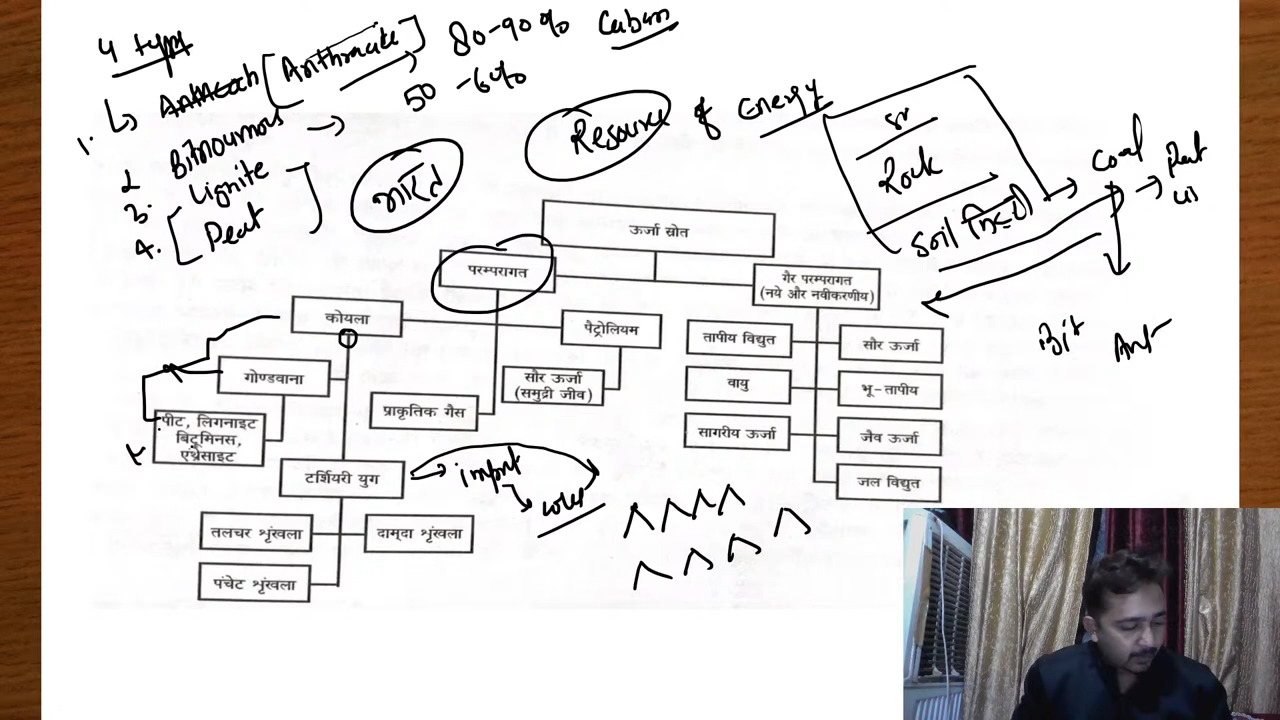 4 type
↳ [Anthracite] 80-90% Carbon
1.
2 Bitnoumous → 50-60%
3. Lignite
4. Peat
भारत
Resource of Energy
Rock
Soil मिट्टी
Coal
Peat
Bit
Ant
ऊर्जा स्रोत
परम्परागत
गैर परम्परागत
(नये और नवीकरणीय)
कोयला
पैट्रोलियम
गोण्डवाना
सौर ऊर्जा
(समुद्री जीव)
प्राकृतिक गैस
पीट, लिगनाइट
बिटुमिनस,
एंथ्रेसाइट
टर्शियरी युग
import
तलचर शृंखला
दामूदा शृंखला
पंचेट शृंखला
तापीय विद्युत
सौर ऊर्जा
वायु
भू-तापीय
सागरीय ऊर्जा
जैव ऊर्जा
जल विद्युत